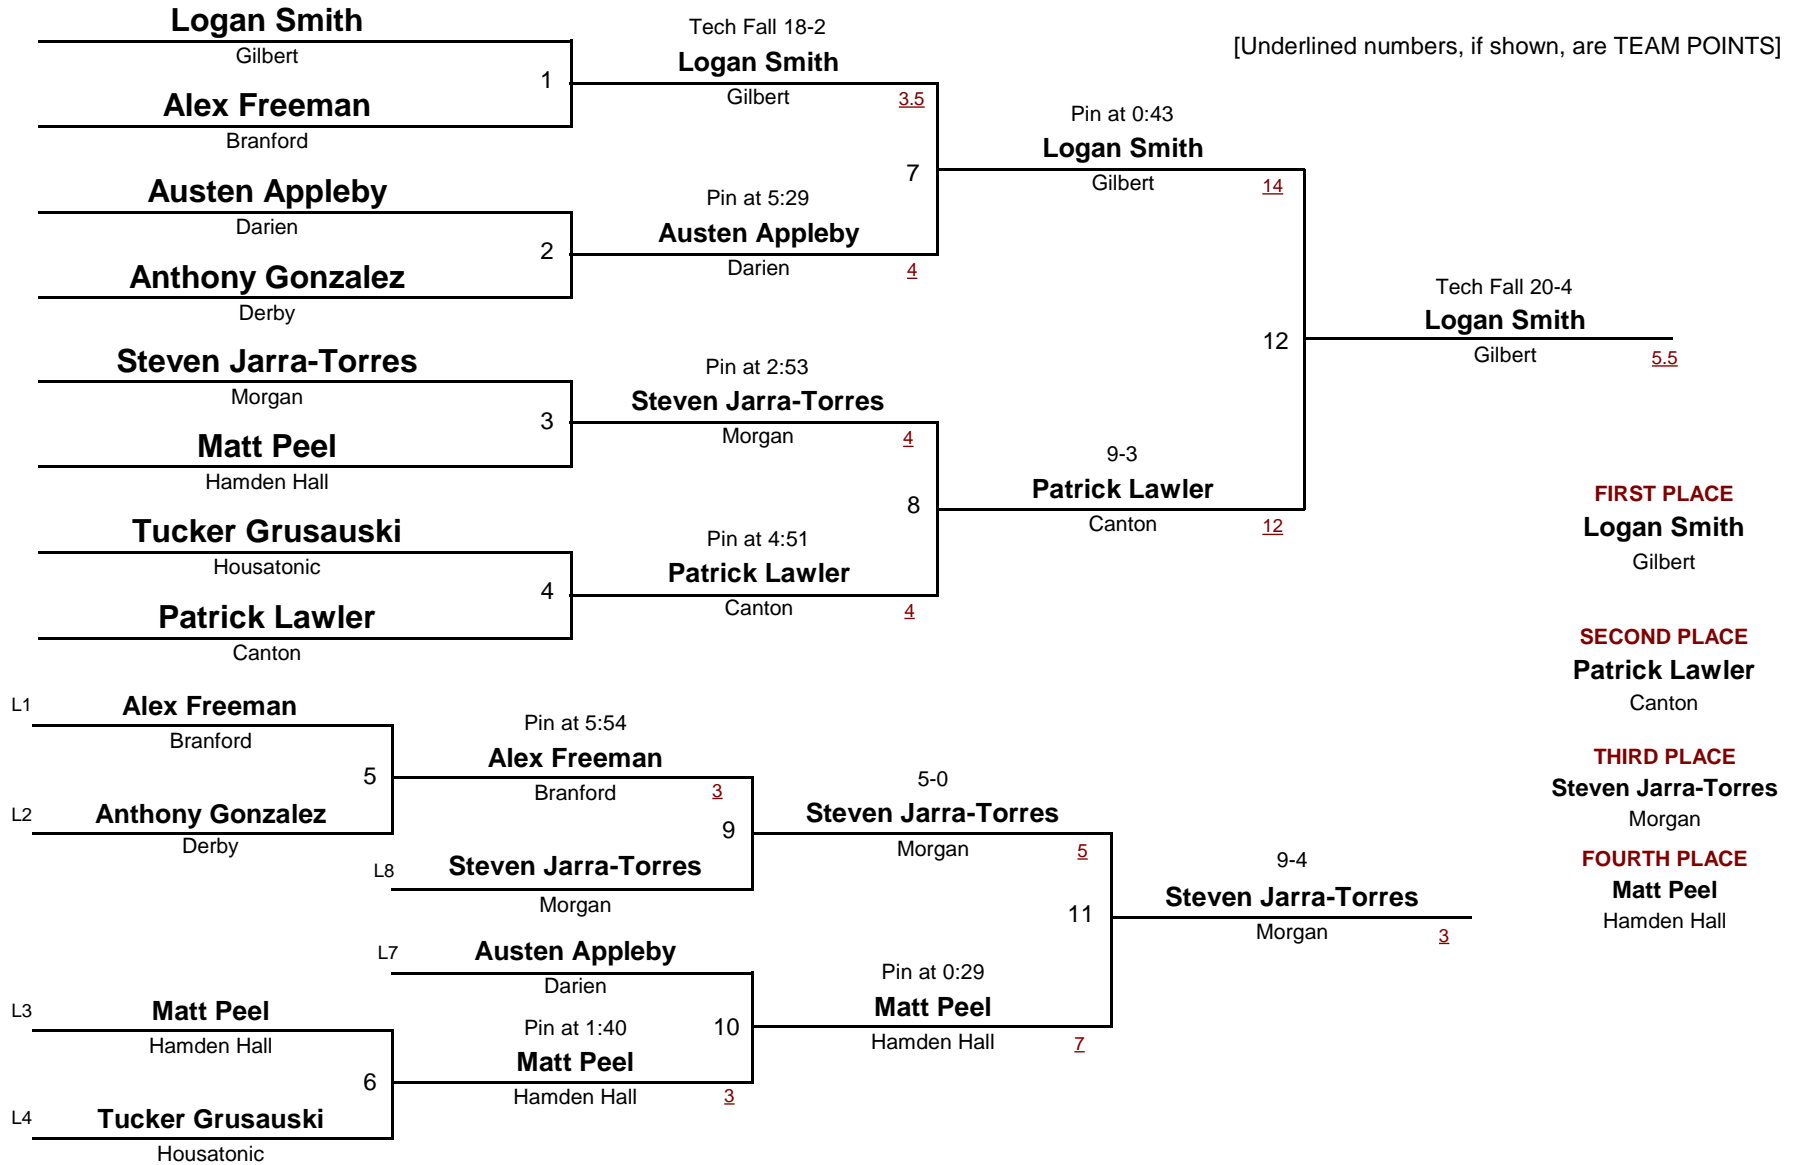 Logan Smith
Gilbert
1
Alex Freeman
Branford
Austen Appleby
Darien
2
Anthony Gonzalez
Derby
Steven Jarra-Torres
Morgan
3
Matt Peel
Hamden Hall
Tucker Grusauski
Housatonic
4
Patrick Lawler
Canton
Tech Fall 18-2
Logan Smith
Gilbert 3.5
7
Pin at 5:29
Austen Appleby
Darien 4
Pin at 2:53
Steven Jarra-Torres
Morgan 4
8
Pin at 4:51
Patrick Lawler
Canton 4
Pin at 0:43
Logan Smith
Gilbert 14
12
9-3
Patrick Lawler
Canton 12
[Underlined numbers, if shown, are TEAM POINTS]
Tech Fall 20-4
Logan Smith
Gilbert 5.5
FIRST PLACE
Logan Smith
Gilbert
SECOND PLACE
Patrick Lawler
Canton
THIRD PLACE
Steven Jarra-Torres
Morgan
FOURTH PLACE
Matt Peel
Hamden Hall
L1 Alex Freeman
Branford
5
L2 Anthony Gonzalez
Derby
Pin at 5:54
Alex Freeman
Branford 3
9
L8 Steven Jarra-Torres
Morgan
L7 Austen Appleby
Darien
10
L3 Matt Peel
Hamden Hall
6
L4 Tucker Grusauski
Housatonic
Pin at 1:40
Matt Peel
Hamden Hall 3
5-0
Steven Jarra-Torres
Morgan 5
11
Pin at 0:29
Matt Peel
Hamden Hall 7
9-4
Steven Jarra-Torres
Morgan 3